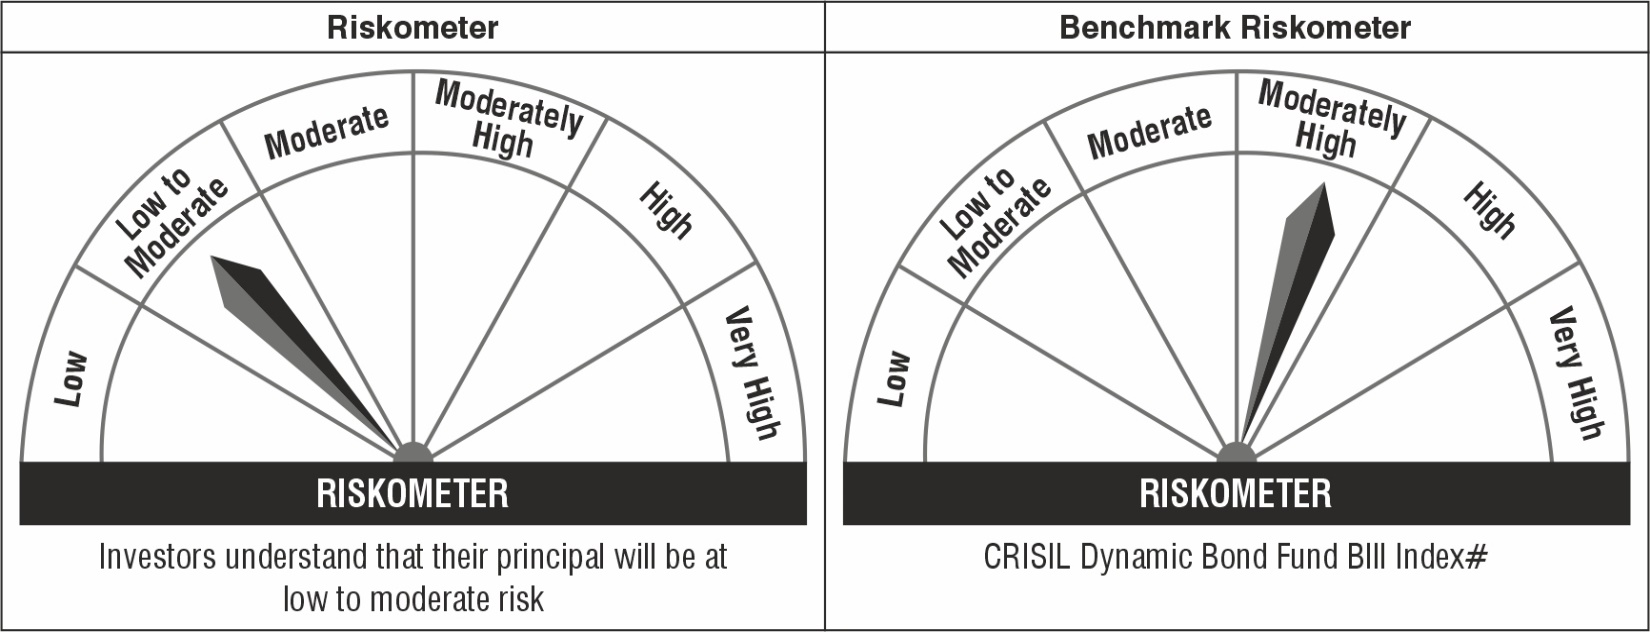 Riskometer
Low
Low to
Moderate
Moderate
Moderately
High
High
Very High
RISKOMETER
Investors understand that their principal will be at
low to moderate risk
Benchmark Riskometer
Low
Low to
Moderate
Moderate
Moderately
High
High
Very High
RISKOMETER
CRISIL Dynamic Bond Fund BIII Index#